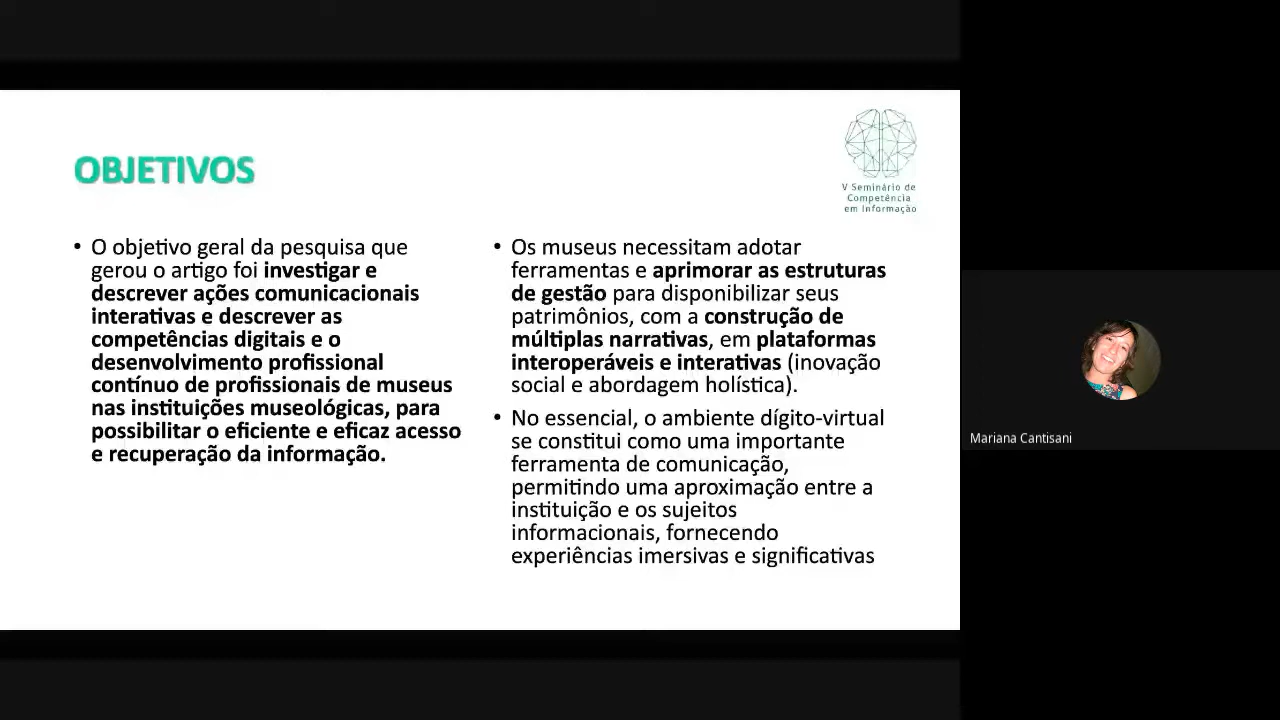 OBJETIVOS
V Seminário de
Competência
em Informação
• O objetivo geral da pesquisa que
gerou o artigo foi investigar e
descrever ações comunicacionais
interativas e descrever as
competências digitais e o
desenvolvimento profissional
contínuo de profissionais de museus
nas instituições museológicas, para
possibilitar o eficiente e eficaz acesso
e recuperação da informação.
• Os museus necessitam adotar
ferramentas e aprimorar as estruturas
de gestão para disponibilizar seus
patrimônios, com a construção de
múltiplas narrativas, em plataformas
interoperáveis e interativas (inovação
social e abordagem holística).
• No essencial, o ambiente dígito-virtual
se constitui como uma importante
ferramenta de comunicação,
permitindo uma aproximação entre a
instituição e os sujeitos
informacionais, fornecendo
experiências imersivas e significativas
Mariana Cantisani